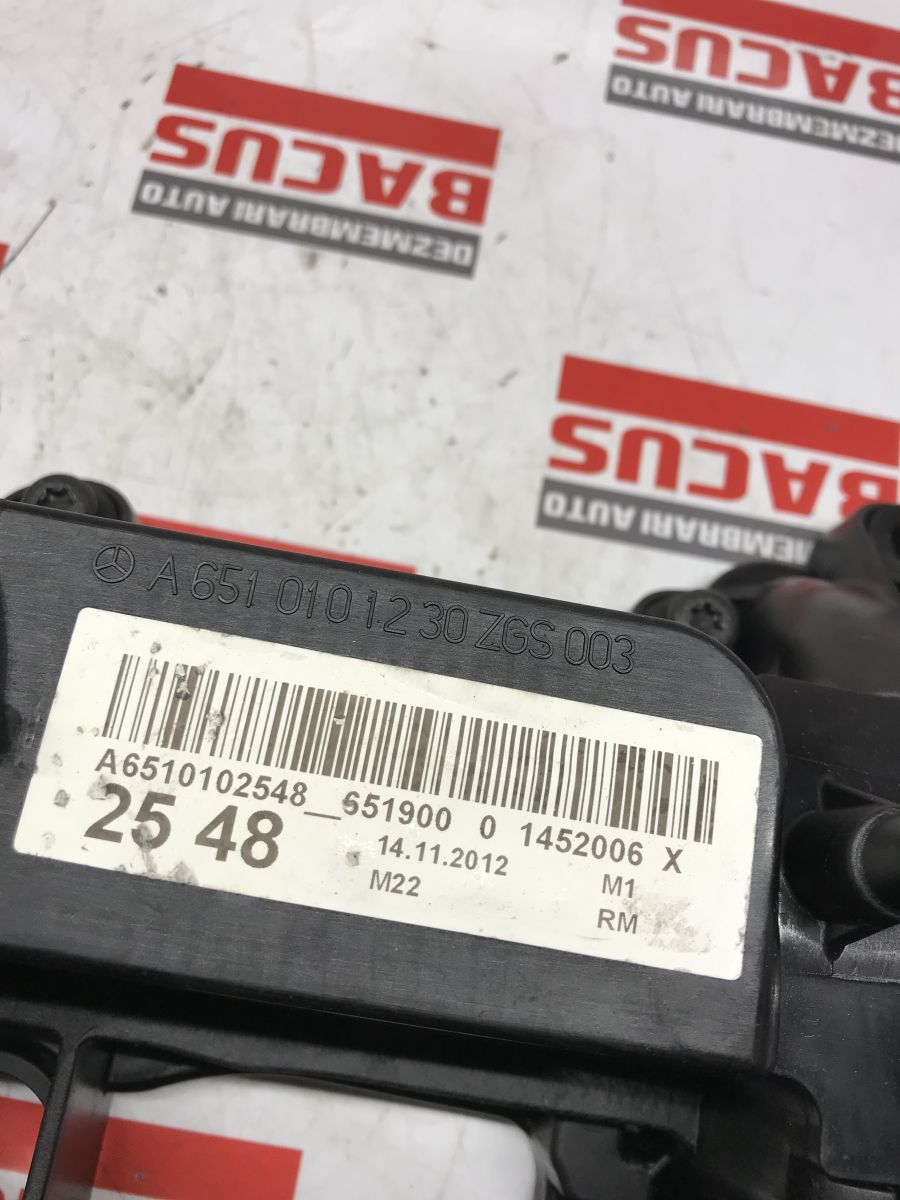 BACUS
DEZMEMBRARI AUTO
BACUS
DEZMEMBRARI AUTO
BACUS
DEZMEMBRARI AUTO
A 651 010 12 30 ZGS 003
A6510102548__651900 0 1452006 X
25 48
14.11.2012
M22
M1
RM